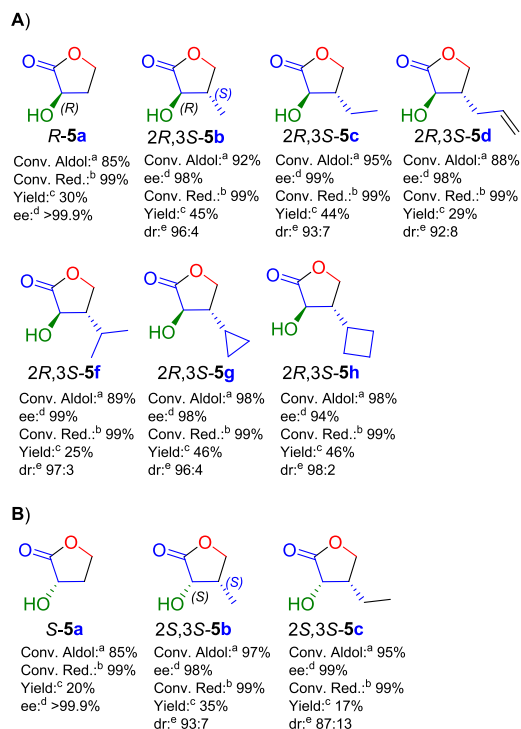 A)
O O HO (R)
O O HO (R) (S)
O O HO
O O HO
R-5a
2R,3S-5b
2R,3S-5c
2R,3S-5d
Conv. Aldol:a 85%
Conv. Red.:b 99%
Yield:c 30%
ee:d >99.9%
Conv. Aldol:a 92%
ee:d 98%
Conv. Red.:b 99%
Yield:c 45%
dr:e 96:4
Conv. Aldol:a 95%
ee:d 99%
Conv. Red.:b 99%
Yield:c 44%
dr:e 93:7
Conv. Aldol:a 88%
ee:d 98%
Conv. Red.:b 99%
Yield:c 29%
dr:e 92:8
O O HO
O O HO
O O HO
2R,3S-5f
2R,3S-5g
2R,3S-5h
Conv. Aldol:a 89%
ee:d 99%
Conv. Red.:b 99%
Yield:c 25%
dr:e 97:3
Conv. Aldol:a 98%
ee:d 98%
Conv. Red.:b 99%
Yield:c 46%
dr:e 96:4
Conv. Aldol:a 98%
ee:d 94%
Conv. Red.:b 99%
Yield:c 46%
dr:e 98:2
B)
O O HO
O O HO (S) (S)
O O HO
S-5a
2S,3S-5b
2S,3S-5c
Conv. Aldol:a 85%
Conv. Red.:b 99%
Yield:c 20%
ee:d >99.9%
Conv. Aldol:a 97%
ee:d 98%
Conv. Red.:b 99%
Yield:c 35%
dr:e 93:7
Conv. Aldol:a 95%
ee:d 99%
Conv. Red.:b 99%
Yield:c 17%
dr:e 87:13